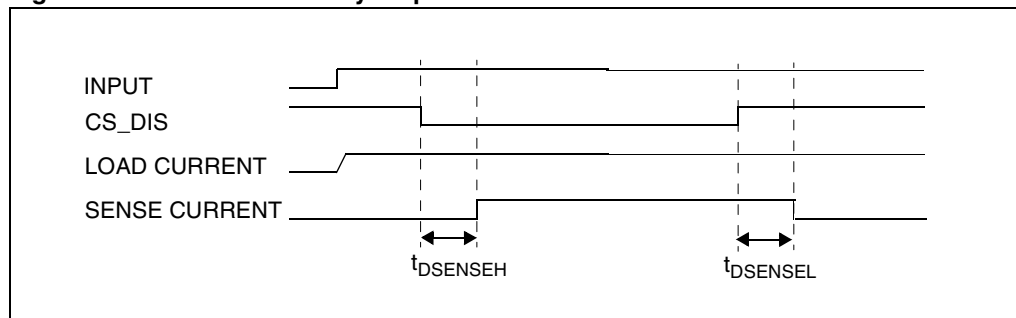 INPUT
CS_DIS
LOAD CURRENT
SENSE CURRENT
tDSENSEH
tDSENSEL